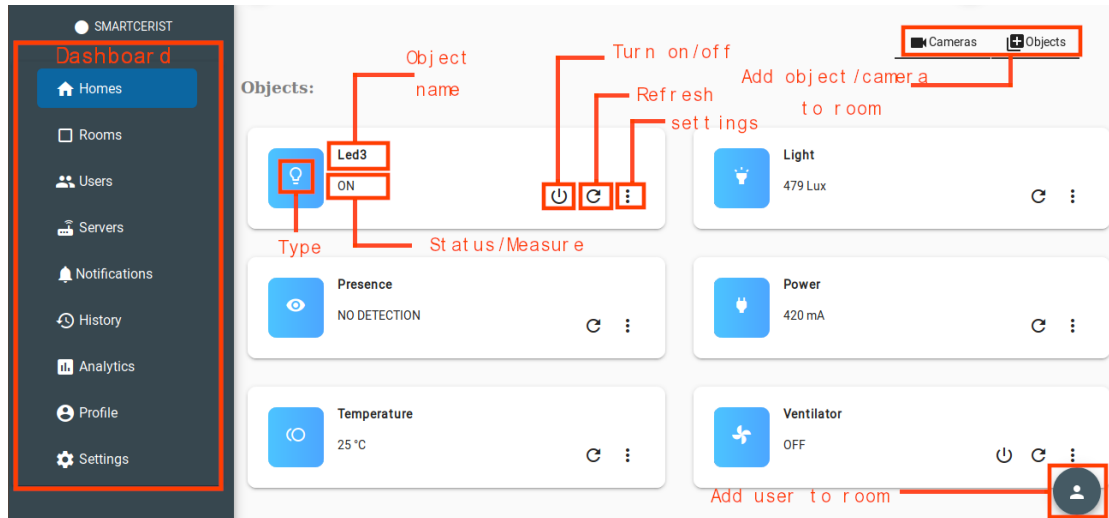 SMARTCERIST
Dashboard
Homes
Rooms
Users
Servers
Notifications
History
Analytics
Profile
Settings
Cameras
Objects
Add object/camera
to room
Objects:
Object
name
Turn on/off
Refresh
settings
Led3
ON
Type
Status/Measure
Light
479 Lux
Presence
NO DETECTION
Power
420 mA
Temperature
25 °C
Ventilator
OFF
Add user to room